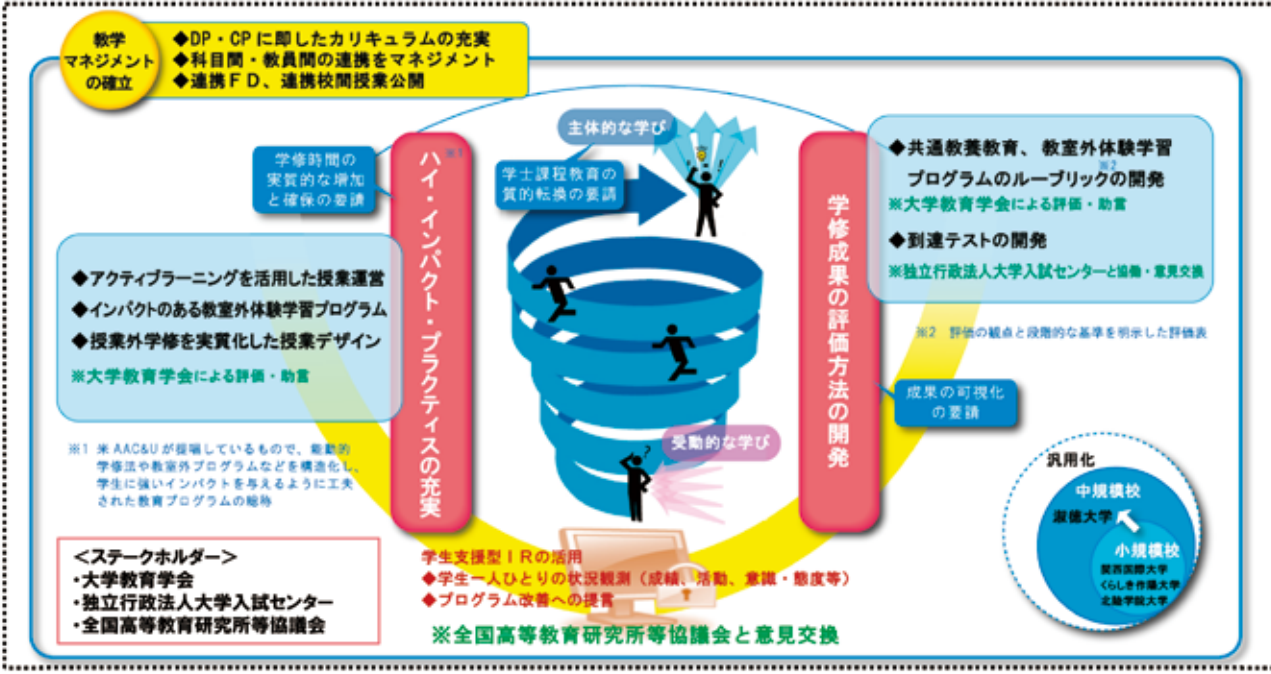 教学
マネジメント
の確立
◆DP・CPに即したカリキュラムの充実
◆科目間・教員間の連携をマネジメント
◆連携FD、連携校間授業公開
学修時間の
実質的な増加
と確保の要請
ハイ・インパクト・プラクティスの充実
※1
主体的な学び
学士課程教育の
質的転換の要請
学修成果の評価方法の開発
◆共通教養教育、教室外体験学習
プログラムのルーブリックの開発
※2
※大学教育学会による評価・助言
◆到達テストの開発
※独立行政法人大学入試センターと協働・意見交換
◆アクティブラーニングを活用した授業運営
◆インパクトのある教室外体験学習プログラム
◆授業外学修を実質化した授業デザイン
※大学教育学会による評価・助言
※2 評価の観点と段階的な基準を明示した評価表
成果の可視化
の要請
受動的な学び
?
※1 米AAC&Uが提唱しているもので、能動的
学修法や教室外プログラムなどを構造化し、
学生に強いインパクトを与えるように工夫
された教育プログラムの総称
汎用化
中規模校
淑徳大学
小規模校
関西国際大学
くらしき作陽大学
北陸学院大学
<ステークホルダー>
・大学教育学会
・独立行政法人大学入試センター
・全国高等教育研究所等協議会
学生支援型IRの活用
◆学生一人ひとりの状況観測(成績、活動、意識・態度等)
◆プログラム改善への提言
※全国高等教育研究所等協議会と意見交換